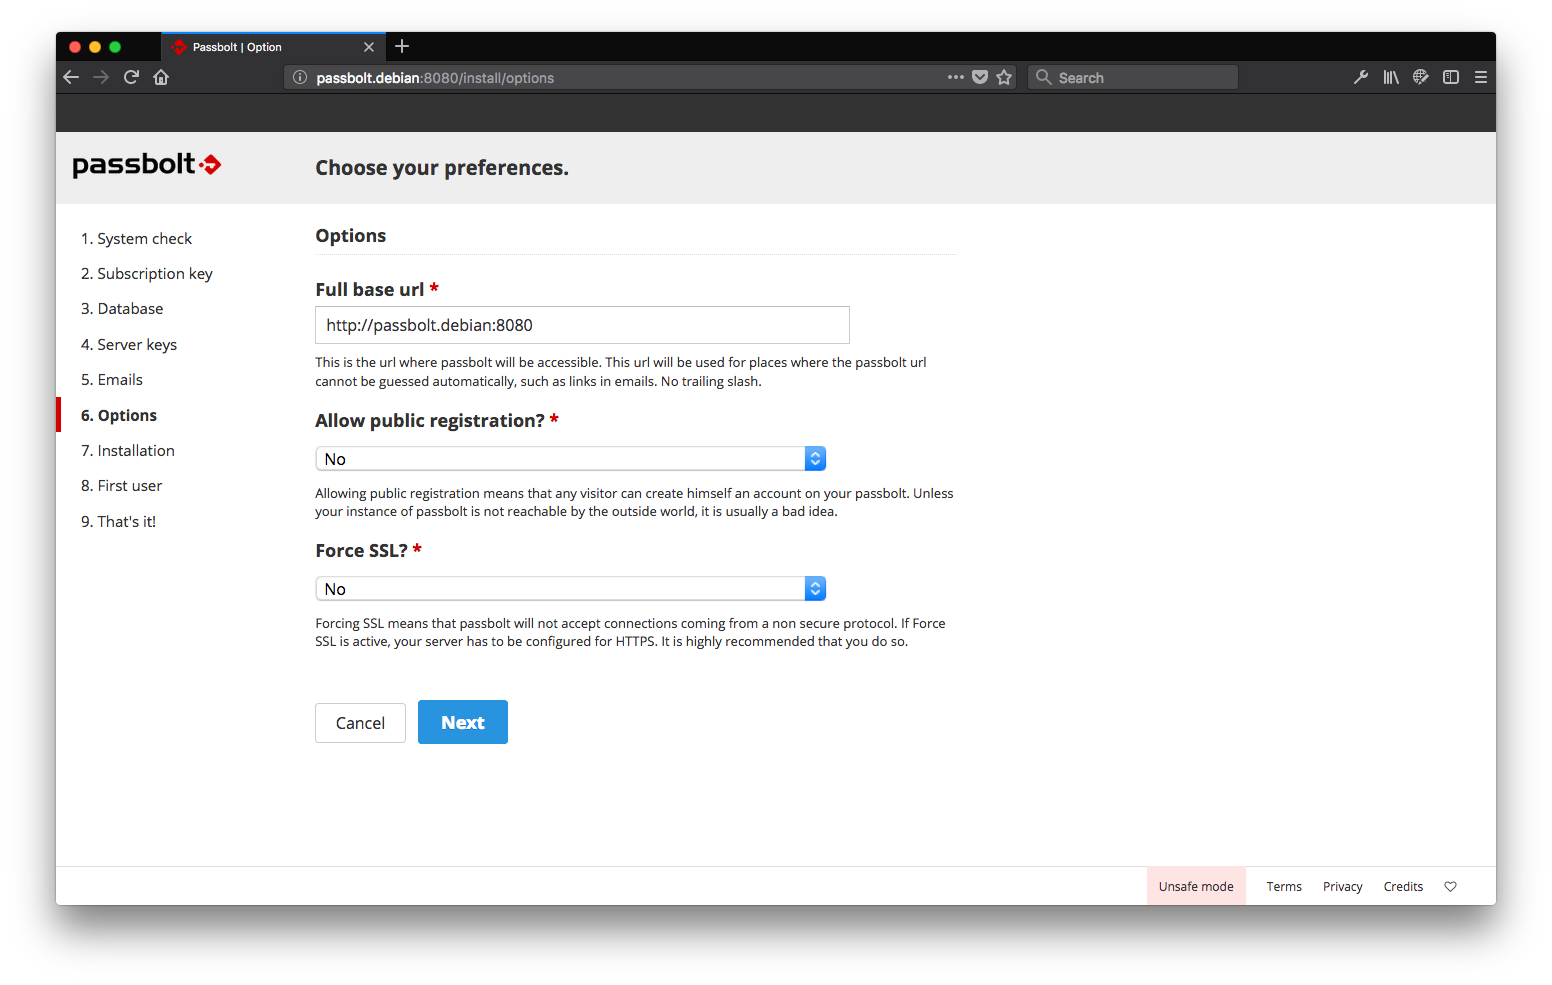 Passbolt | Option
passbolt.debian:8080/install/options
Search
passbolt
Choose your preferences.
1. System check
2. Subscription key
3. Database
4. Server keys
5. Emails
6. Options
7. Installation
8. First user
9. That's it!
Options
Full base url *
http://passbolt.debian:8080
This is the url where passbolt will be accessible. This url will be used for places where the passbolt url
cannot be guessed automatically, such as links in emails. No trailing slash.
Allow public registration? *
No
Allowing public registration means that any visitor can create himself an account on your passbolt. Unless
your instance of passbolt is not reachable by the outside world, it is usually a bad idea.
Force SSL? *
No
Forcing SSL means that passbolt will not accept connections coming from a non secure protocol. If Force
SSL is active, your server has to be configured for HTTPS. It is highly recommended that you do so.
Cancel
Next
Unsafe mode
Terms
Privacy
Credits